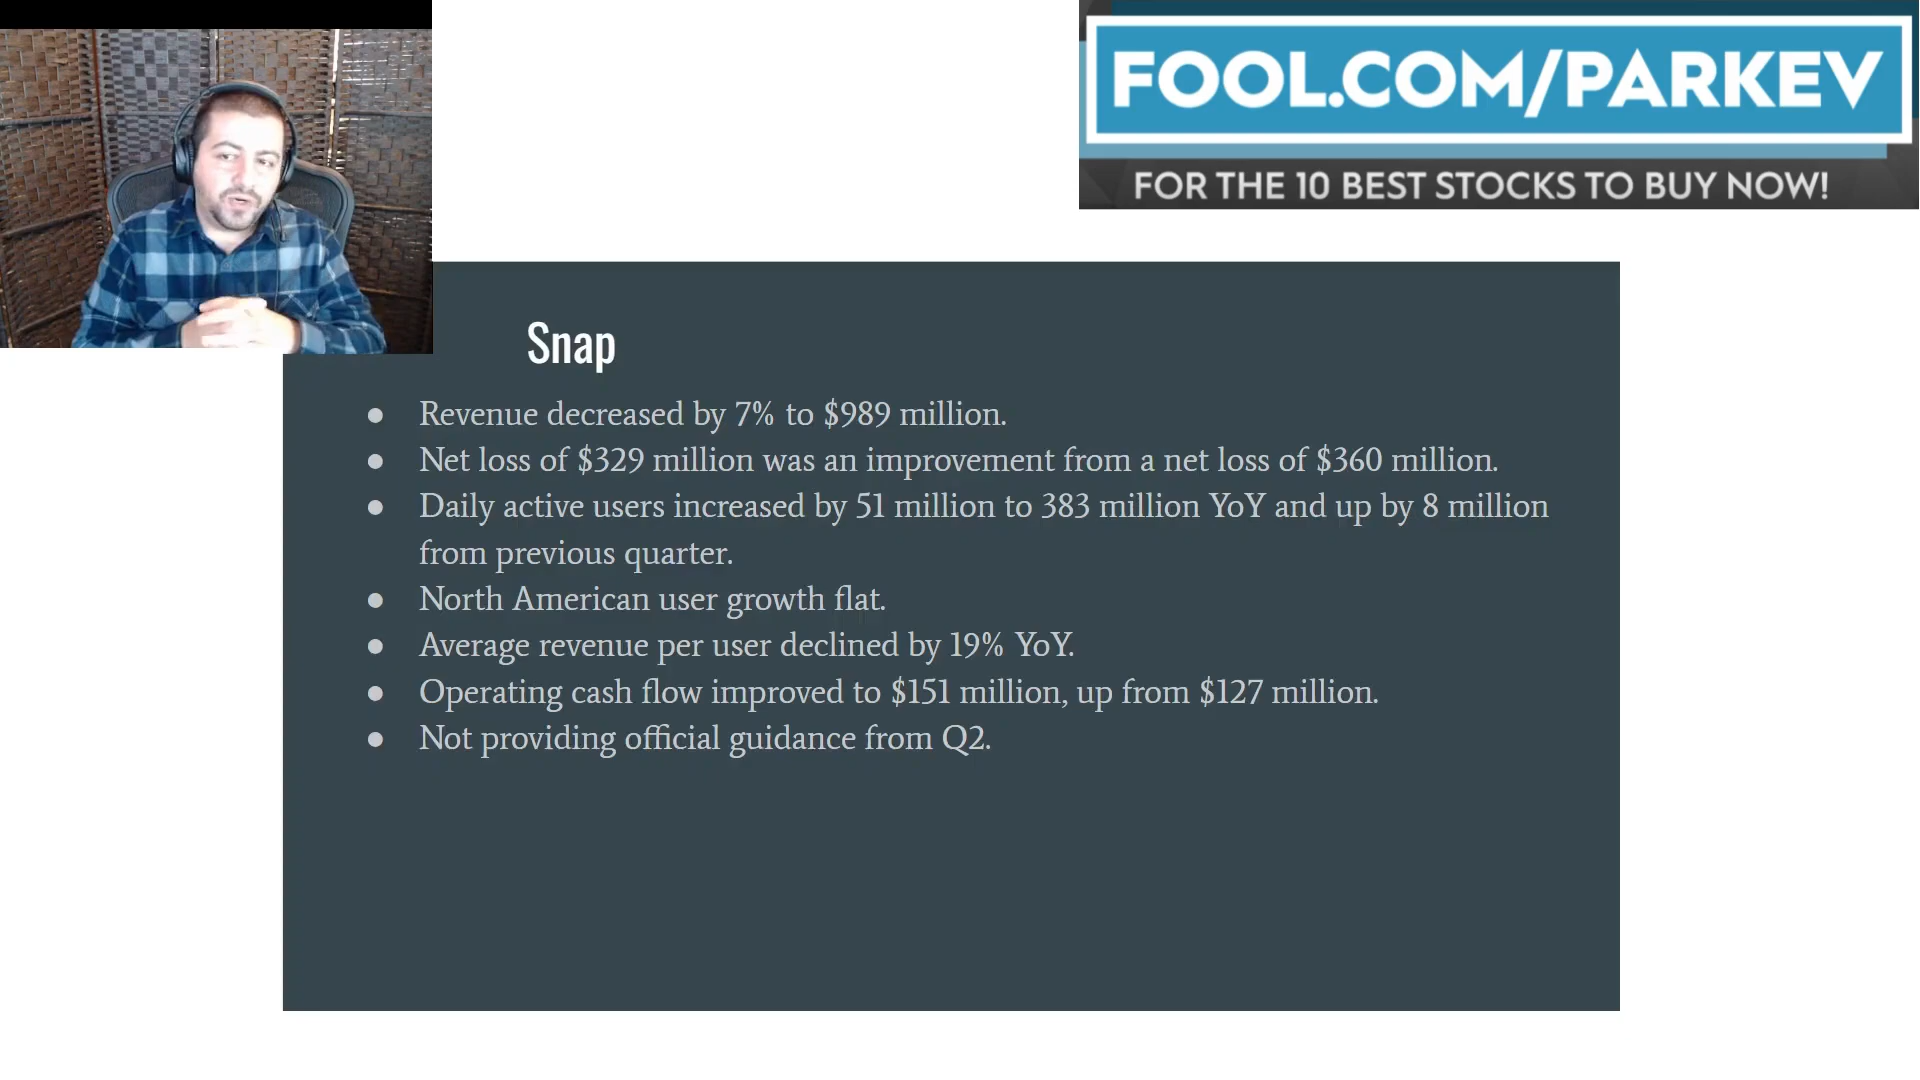 FOOL.COM/PARKEV
FOR THE 10 BEST STOCKS TO BUY NOW!
Snap
● Revenue decreased by 7% to $989 million.
● Net loss of $329 million was an improvement from a net loss of $360 million.
● Daily active users increased by 51 million to 383 million YoY and up by 8 million
from previous quarter.
● North American user growth flat.
● Average revenue per user declined by 19% YoY.
● Operating cash flow improved to $151 million, up from $127 million.
● Not providing official guidance from Q2.